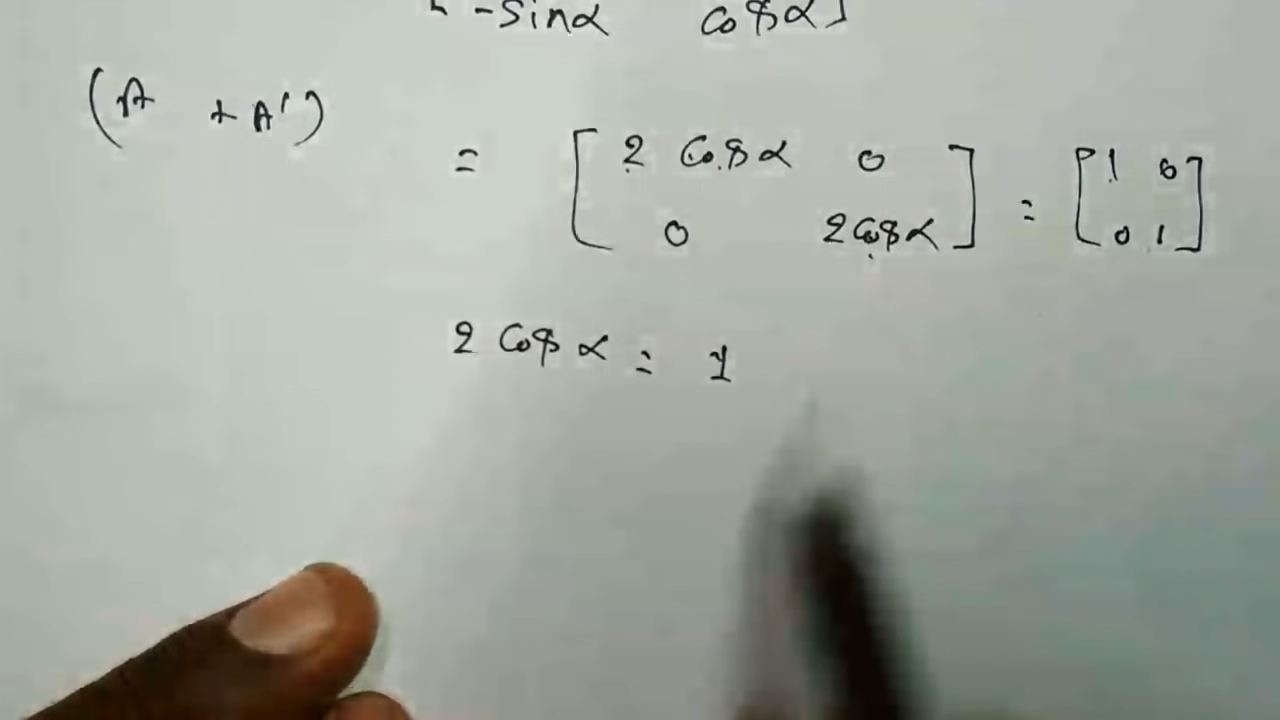 -Sinα Cosα]
(A + A')
= [2 Cosα 0
0 2Cosα] = [1 0
0 1]
2 Cosα = 1